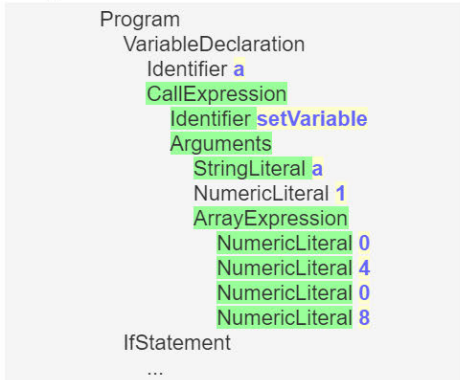 Program
VariableDeclaration
Identifier a
CallExpression
Identifier setVariable
Arguments
StringLiteral a
NumericLiteral 1
ArrayExpression
NumericLiteral 0
NumericLiteral 4
NumericLiteral 0
NumericLiteral 8
IfStatement
...